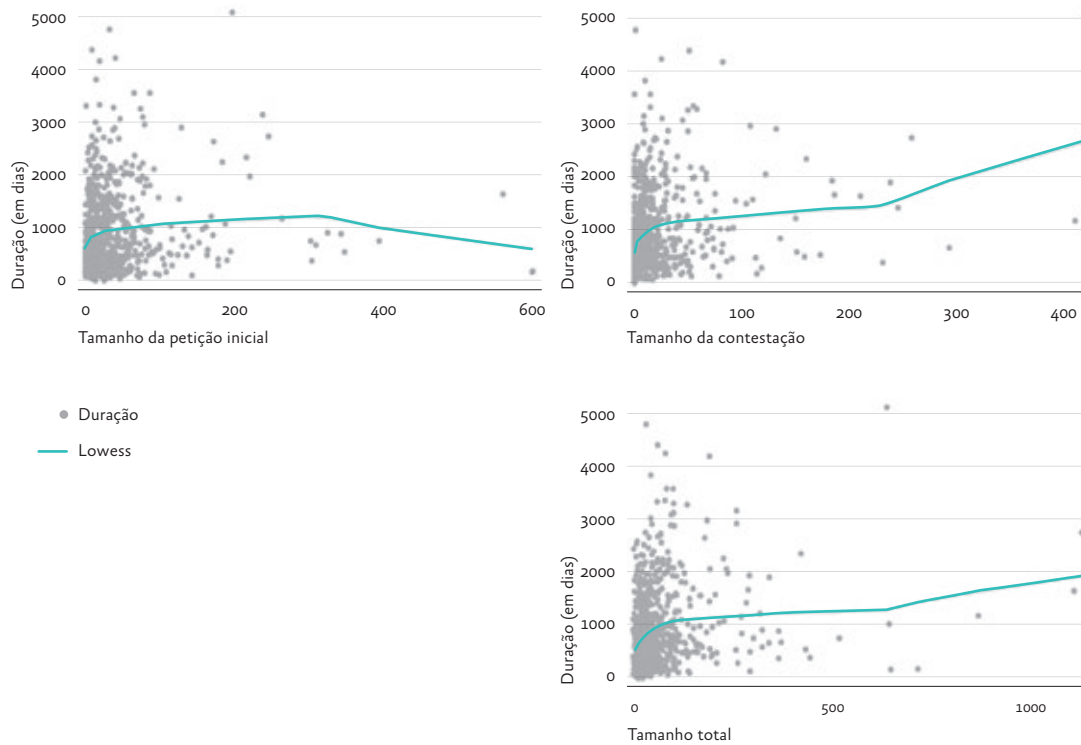 5000
4000
3000
2000
1000
0
Duração (em dias)
0 200 400 600
Tamanho da petição inicial
5000
4000
3000
2000
1000
0
Duração (em dias)
0 100 200 300 400
Tamanho da contestação
Duração
Lowess
5000
4000
3000
2000
1000
0
Duração (em dias)
0 500 1000
Tamanho total